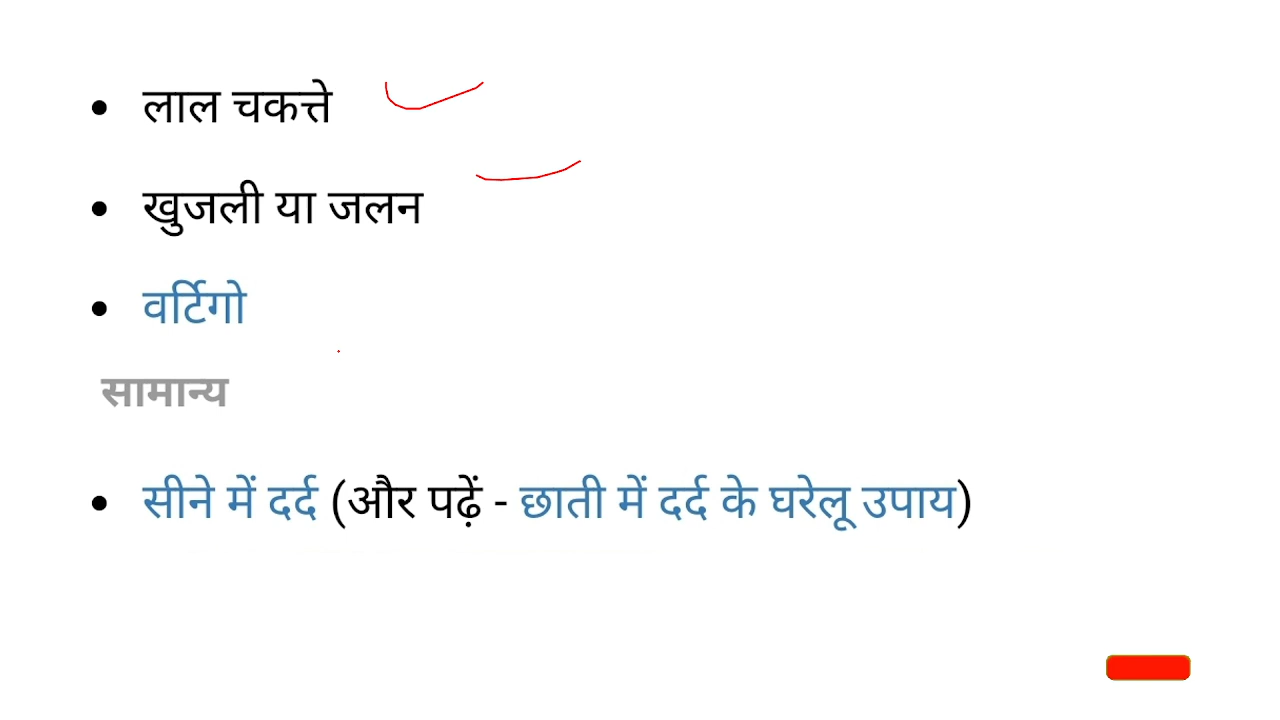 • लाल चकत्ते
• खुजली या जलन
• वर्टिगो
सामान्य
• सीने में दर्द (और पढ़ें - छाती में दर्द के घरेलू उपाय)